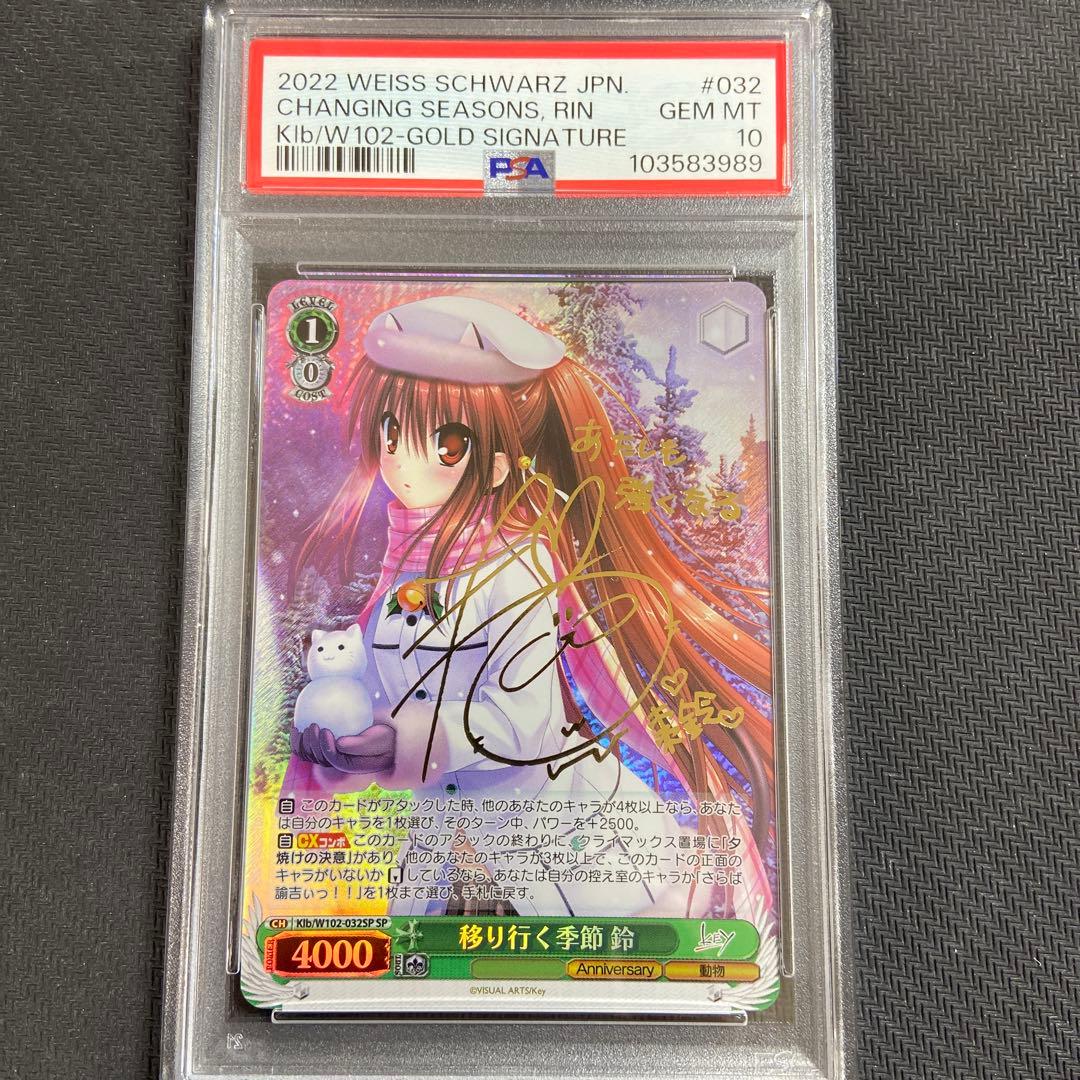 2022 WEISS SCHWARZ JPN. #032
CHANGING SEASONS, RIN GEM MT
Klb/W102-GOLD SIGNATURE 10
PSA 103583989
LEVEL
1
0
COST
あたしも
強くなる
鈴
自 このカードがアタックした時、他のあなたのキャラが4枚以上なら、あなた
は自分のキャラを1枚選び、そのターン中、パワーを+2500。
自 CXコンボ このカードのアタックの終わりに、クライマックス置場に「夕
焼けの決意」があり、他のあなたのキャラが3枚以上で、このカードの正面の
キャラがいないかしているなら、あなたは自分の控え室のキャラか「さらば
諭吉ぃっ！！」を1枚まで選び、手札に戻す。
CH Klb/W102-032SP SP
移り行く季節 鈴
Key
POWER
4000
SOUL
Anniversary
動物
©VISUAL ARTS/Key